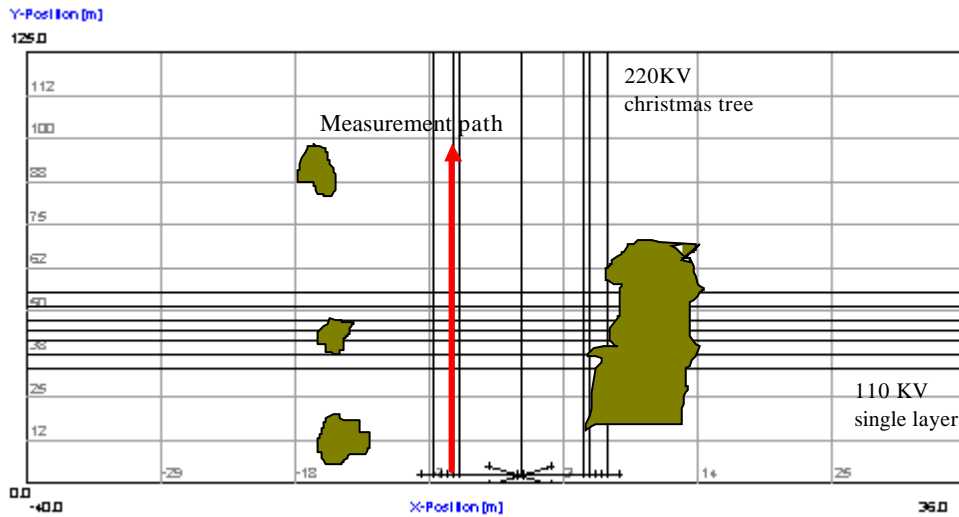 Y-Position [m]
125.0
112
100
88
75
62
50
38
25
12
0.0
-40.0
-29
-18
14
25
36.0
X-Position [m]
Measurement path
220KV
christmas tree
110 KV
single layer